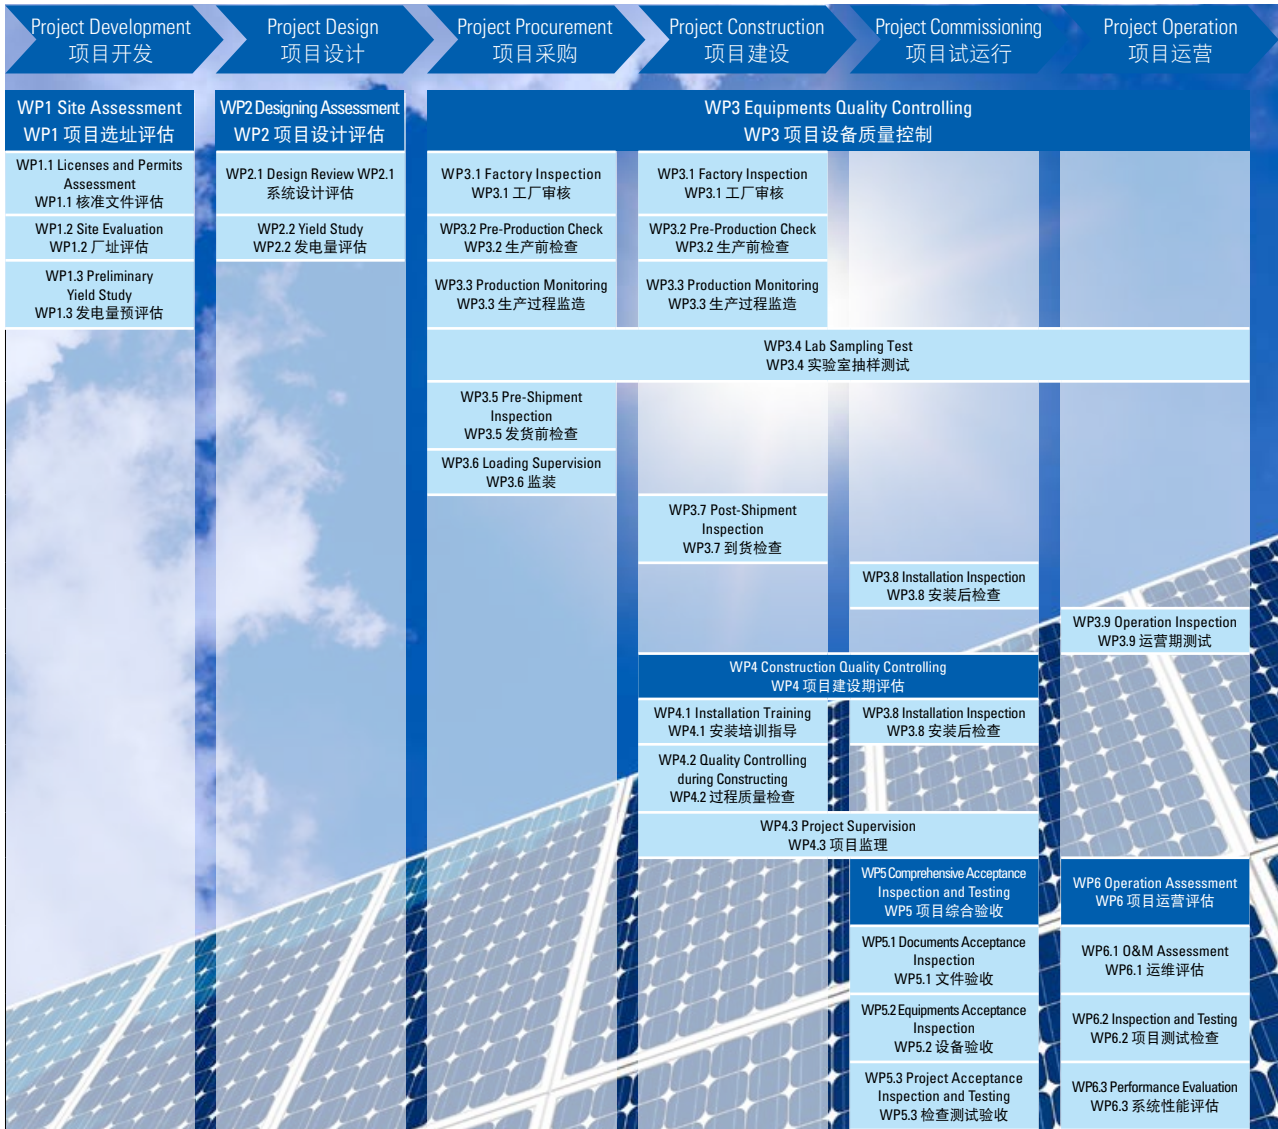 Project Development
项目开发
Project Design
项目设计
Project Procurement
项目采购
Project Construction
项目建设
Project Commissioning
项目试运行
Project Operation
项目运营
WP1 Site Assessment
WP1 项目选址评估
WP2 Designing Assessment
WP2 项目设计评估
WP3 Equipments Quality Controlling
WP3 项目设备质量控制
WP1.1 Licenses and Permits
Assessment
WP1.1 核准文件评估
WP2.1 Design Review WP2.1
系统设计评估
WP3.1 Factory Inspection
WP3.1 工厂审核
WP3.1 Factory Inspection
WP3.1 工厂审核
WP1.2 Site Evaluation
WP1.2 厂址评估
WP2.2 Yield Study
WP2.2 发电量评估
WP3.2 Pre-Production Check
WP3.2 生产前检查
WP3.2 Pre-Production Check
WP3.2 生产前检查
WP1.3 Preliminary
Yield Study
WP1.3 发电量预评估
WP3.3 Production Monitoring
WP3.3 生产过程监造
WP3.3 Production Monitoring
WP3.3 生产过程监造
WP3.4 Lab Sampling Test
WP3.4 实验室抽样测试
WP3.5 Pre-Shipment
Inspection
WP3.5 发货前检查
WP3.6 Loading Supervision
WP3.6 监装
WP3.7 Post-Shipment
Inspection
WP3.7 到货检查
WP3.8 Installation Inspection
WP3.8 安装后检查
WP3.9 Operation Inspection
WP3.9 运营期测试
WP4 Construction Quality Controlling
WP4 项目建设期评估
WP4.1 Installation Training
WP4.1 安装培训指导
WP3.8 Installation Inspection
WP3.8 安装后检查
WP4.2 Quality Controlling
during Constructing
WP4.2 过程质量检查
WP4.3 Project Supervision
WP4.3 项目监理
WP5 Comprehensive Acceptance
Inspection and Testing
WP5 项目综合验收
WP6 Operation Assessment
WP6 项目运营评估
WP5.1 Documents Acceptance
Inspection
WP5.1 文件验收
WP6.1 O&M Assessment
WP6.1 运维评估
WP5.2 Equipments Acceptance
Inspection
WP5.2 设备验收
WP6.2 Inspection and Testing
WP6.2 项目测试检查
WP5.3 Project Acceptance
Inspection and Testing
WP5.3 检查测试验收
WP6.3 Performance Evaluation
WP6.3 系统性能评估